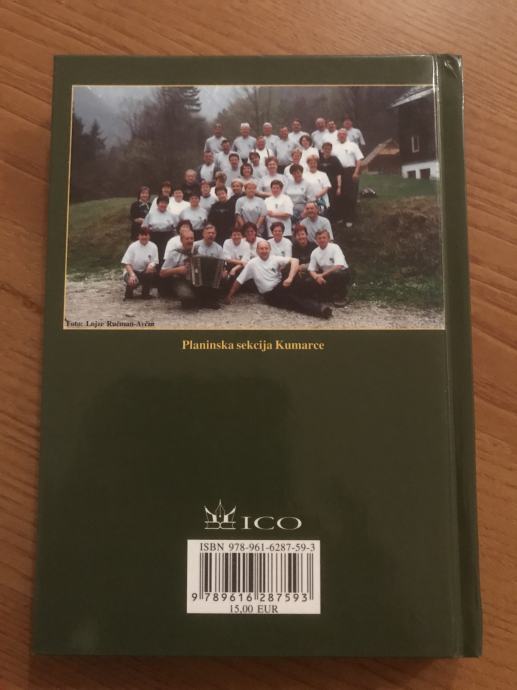 Foto: Lojze Ručman-Avčin
Planinska sekcija Kumarce
ICO
ISBN 978-961-6287-59-3
9 789616 287593
15,00 EUR